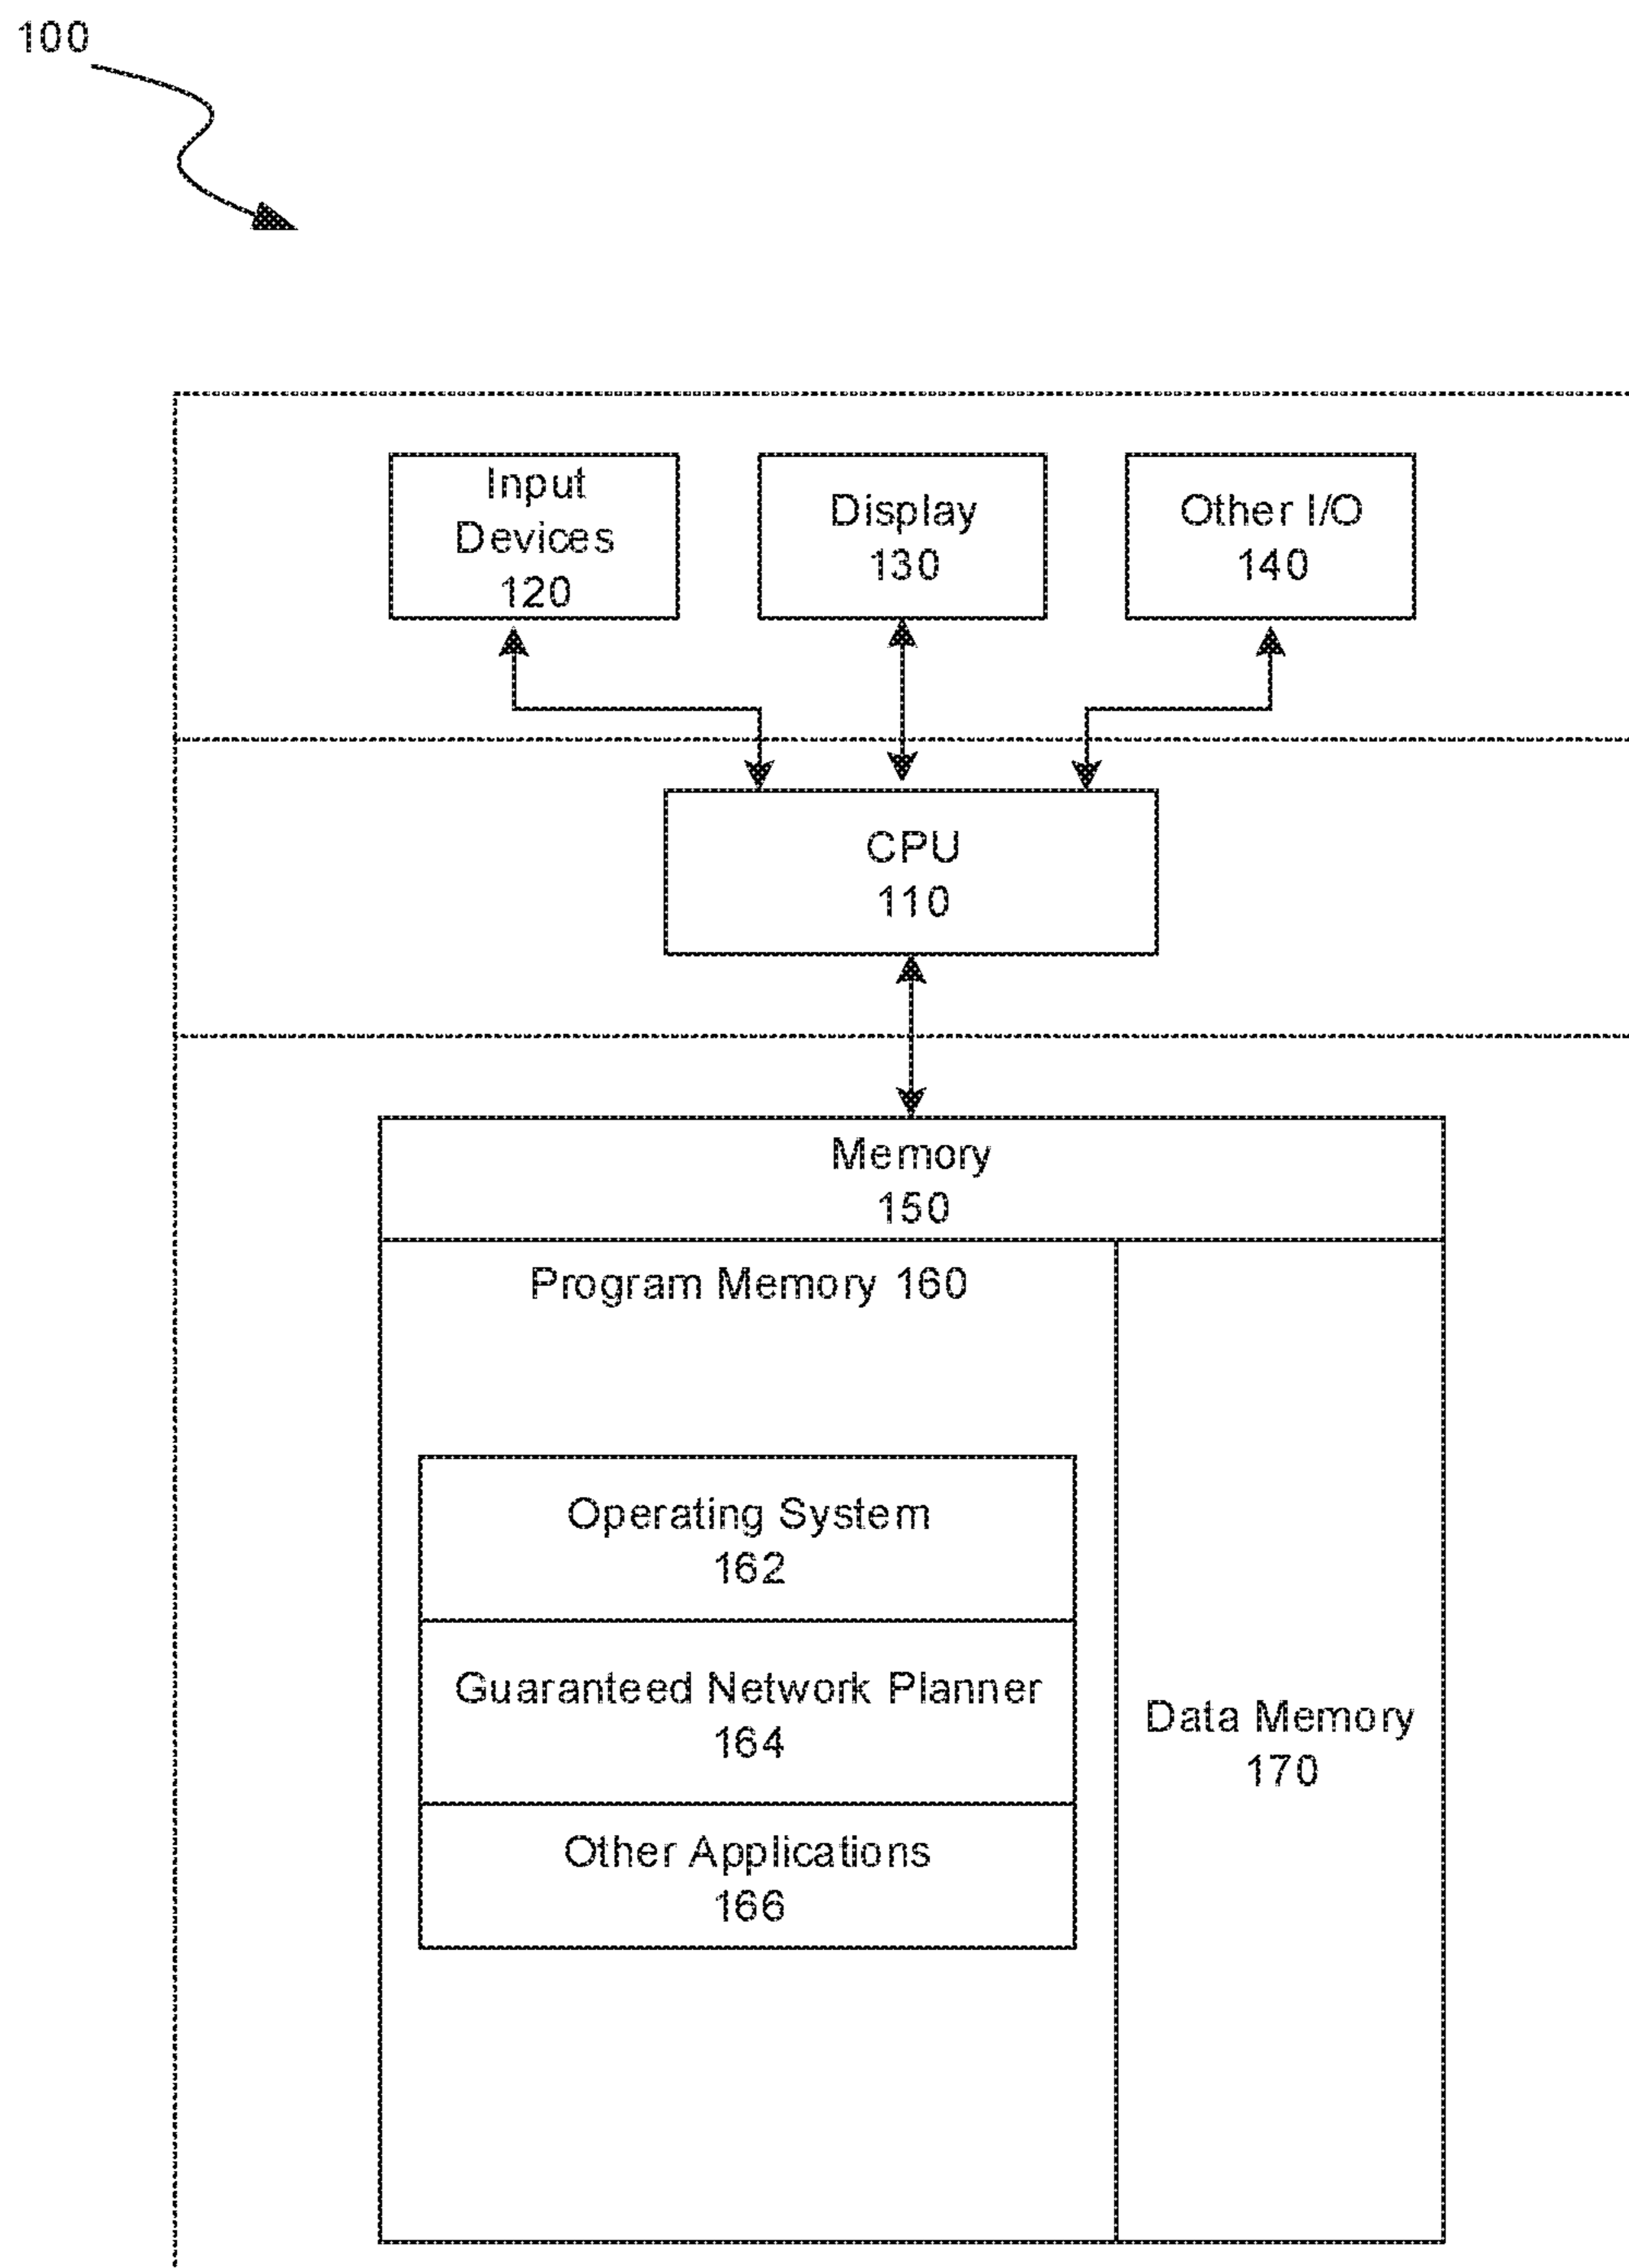 100
Input
Devices
120
Display
130
Other I/O
140
CPU
110
Memory
150
Program Memory 160
Operating System
162
Guaranteed Network Planner
164
Other Applications
166
Data Memory
170